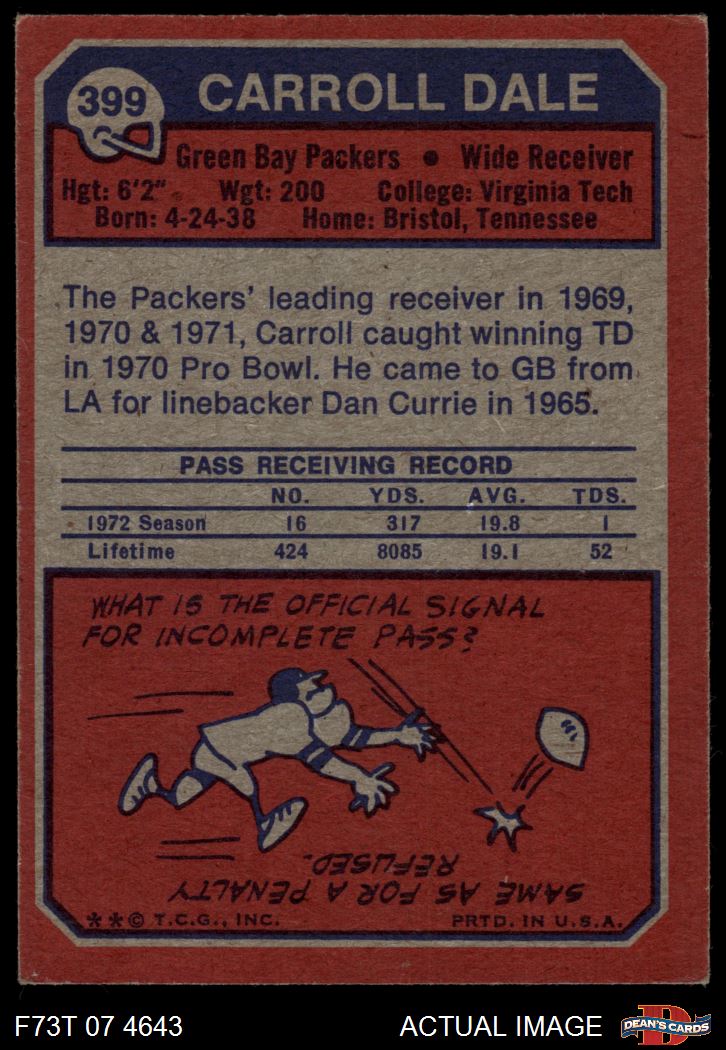 399
CARROLL DALE
Green Bay Packers • Wide Receiver
Hgt: 6'2" Wgt: 200 College: Virginia Tech
Born: 4-24-38 Home: Bristol, Tennessee
The Packers' leading receiver in 1969,
1970 & 1971, Carroll caught winning TD
in 1970 Pro Bowl. He came to GB from
LA for linebacker Dan Currie in 1965.
PASS RECEIVING RECORD
NO. YDS. AVG. TDS.
1972 Season 16 317 19.8 1
Lifetime 424 8085 19.1 52
WHAT IS THE OFFICIAL SIGNAL
FOR INCOMPLETE PASS?
SAME AS FOR A PENALTY
REFUSED.
**© T.C.G., INC. PRTD. IN U.S.A.
F73T 07 4643 ACTUAL IMAGE
D
DEAN'S CARDS